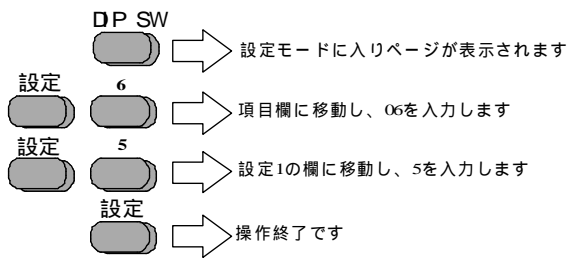 DIP SW
設定モードに入りページが表示されます
設定 6
項目欄に移動し、06を入力します
設定 5
設定1の欄に移動し、5を入力します
設定
操作終了です